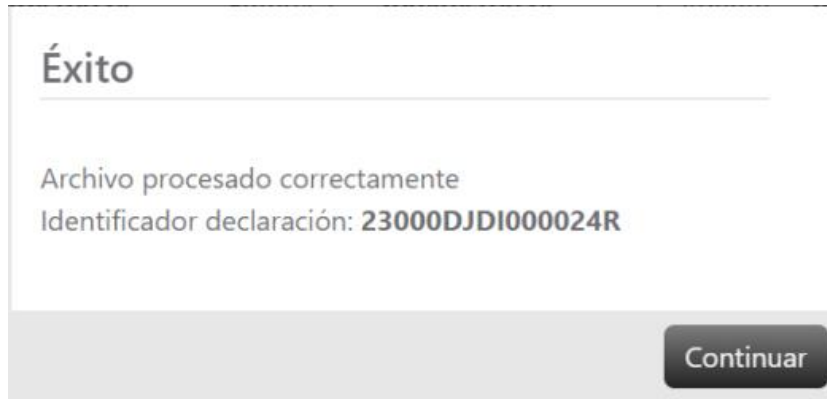 Éxito
Archivo procesado correctamente
Identificador declaración: 23000DJDI000024R
Continuar